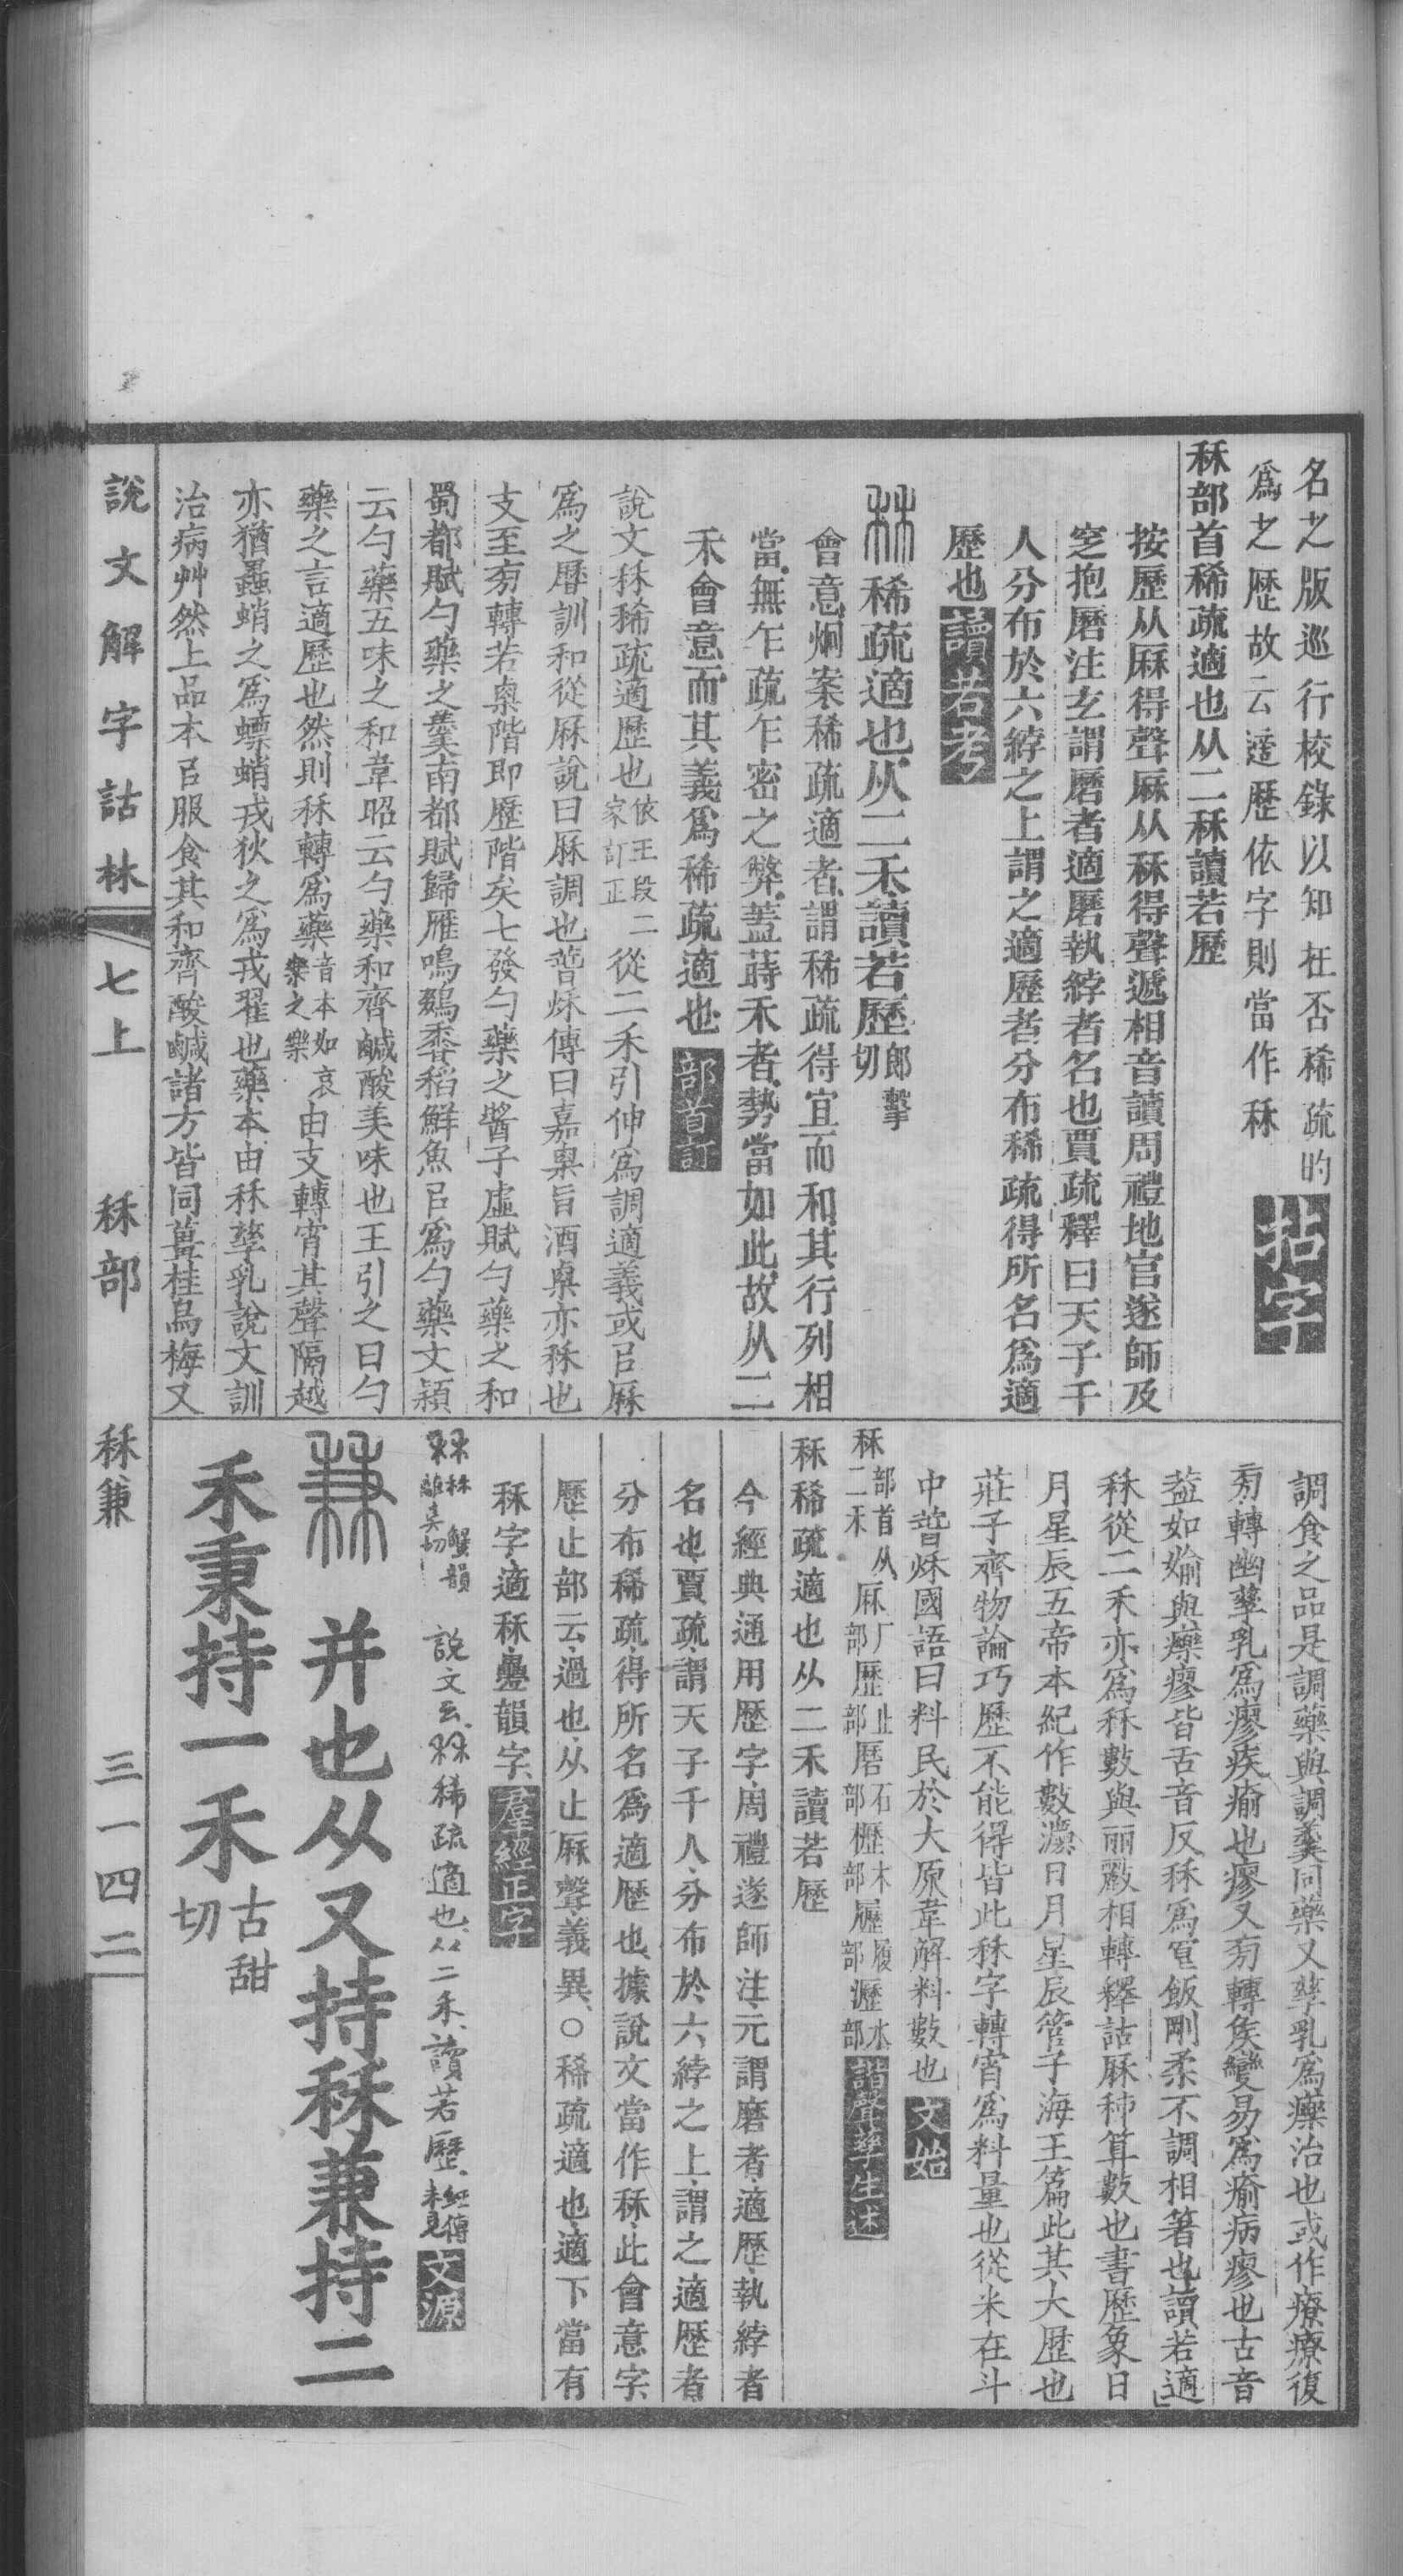 名之版巡行校錄以知在否稀疏昀
爲之歷故云適歷依字則當作秝 拈字
秝部首稀疏適也从二秝讀若歷
按歷从厤得聲厤从秝得聲遞相音讀周禮地官遂師及
窆抱磿注玄謂磿者適磿執綍者名也賈疏釋曰天子千
人分布於六綍之上謂之適歷者分布稀疏得所名爲適
歷也 讀若考
秝稀疏適也从二禾讀若歷郎擊切
會意炯案稀疏適者謂稀疏得宜而和其行列相
當無乍疏乍密之弊蓋蒔禾者勢當如此故从二
禾會意而其義爲稀疏適也 部首訂
說文秝稀疏適歷也依王段二家訂正從二禾引伸爲調適義或㠯厤
爲之曆訓和從厤說曰厤調也瞽宗傳曰嘉㮚旨酒㮚亦秝也
支至旁轉若㮚階即歷階矣七發勺藥之醬子虛賦勺藥之和
蜀都賦勺藥之羹南都賦歸雁鳴鵽香稻鮮魚㠯爲勺藥文穎
云勺藥五味之和韋昭云勺藥和齊鹹酸美味也王引之曰勺
藥之言適歷也然則秝轉爲藥音本如哀樂之樂由支轉宵其聲隔越
亦猶蟲蛸之爲螵蛸戎狄之爲戎翟也藥本由秝孳乳說文訓
治病艸然上品本㠯服食其和齊酸鹹諸方皆同薑桂烏梅又
調食之品是調藥與調羹同藥又孳乳爲𤻲治也或作療療復
旁轉幽孳乳爲瘳疾瘉也瘳又旁轉矦變易爲瘉病瘳也古音
蓋如婾與𤻲瘳皆舌音反秝爲䊆飯剛柔不調相箸也讀若適
秝從二禾亦爲秝數與丽䴡相轉釋詁厤秭算數也書歷象日
月星辰五帝本紀作數灋日月星辰管子海王篇此其大歷也
莊子齊物論巧歷不能得皆此秝字轉宵爲料量也從米在斗
中瞽宗國語曰料民於大原韋解料數也 文始
秝部首从二禾厤厂部歷止部磿石部櫪木部𡳐履部瀝水部 諧聲孳生述
秝稀疏適也从二禾讀若歷
今經典通用歷字周禮遂師注元謂磨者適歷執綍者
名也賈疏謂天子千人分布於六綍之上謂之適歷者
分布稀疏得所名爲適歷也據說文當作秝此會意字
歷止部云過也从止厤聲義異○稀疏適也適下當有
秝字適秝疊韻字 羣經正字
秝 秝 蟹韻 說文云秝稀疏適也从二禾讀若歷經傳未見 文源
兼 并也从又持秝兼持二
禾秉持一禾古甜切
說文解字詁林 七上 秝部 秝兼 三一四二